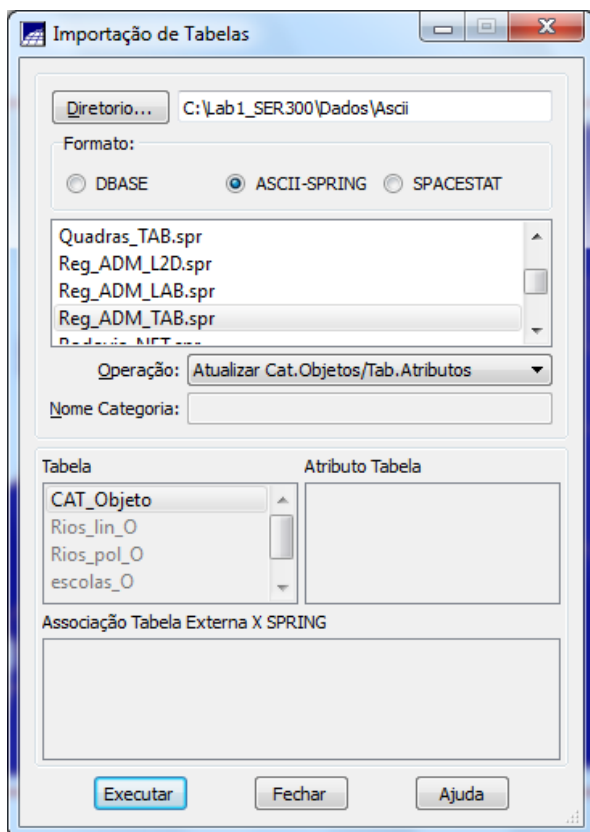 Importação de Tabelas
Diretorio... C:\Lab1_SER300\Dados\Ascii
Formato:
DBASE ASCII-SPRING SPACESTAT
Quadras_TAB.spr
Reg_ADM_L2D.spr
Reg_ADM_LAB.spr
Reg_ADM_TAB.spr
Rodovia_NET.spr
Operação: Atualizar Cat.Objetos/Tab.Atributos
Nome Categoria:
Tabela Atributo Tabela
CAT_Objeto
Rios_lin_O
Rios_pol_O
escolas_O
Associação Tabela Externa X SPRING
Executar Fechar Ajuda